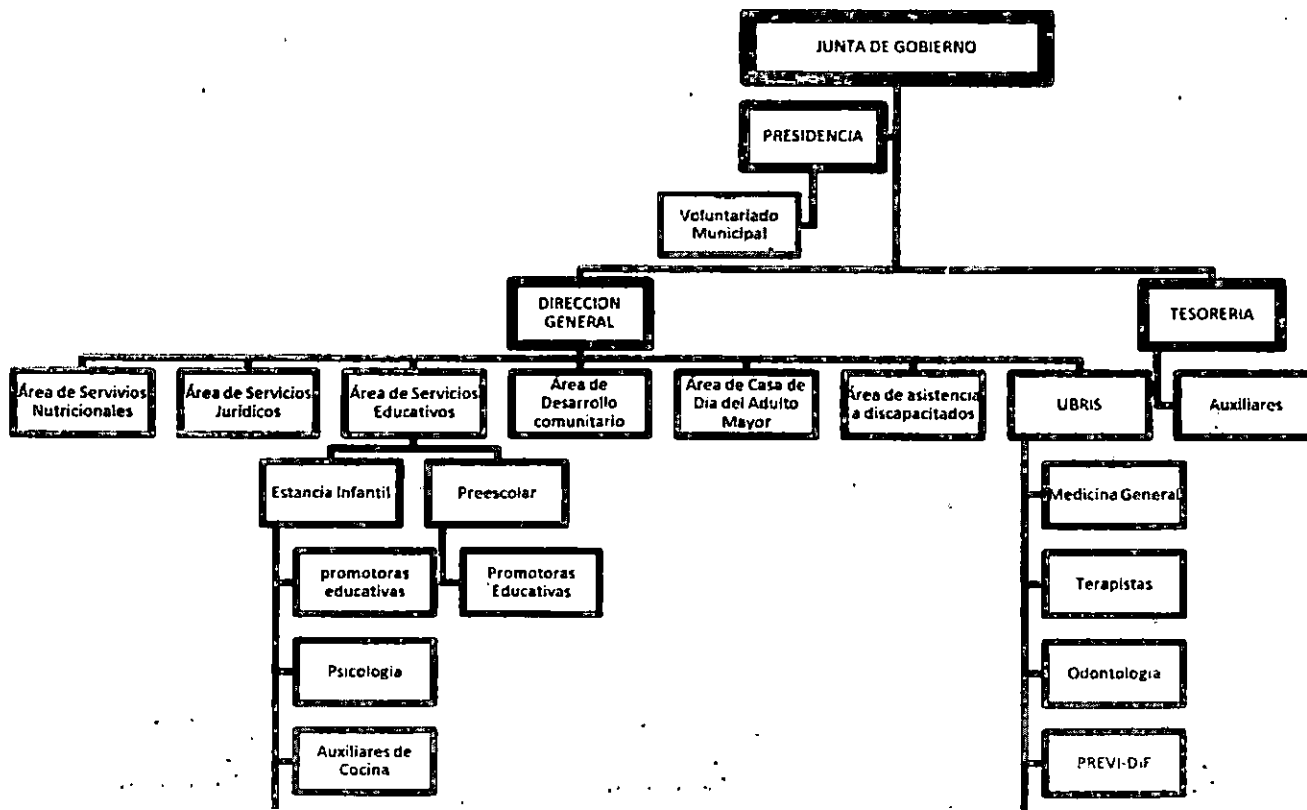 JUNTA DE GOBIERNO
PRESIDENCIA
Voluntariado
Municipal
DIRECCION
GENERAL
TESORERIA
Área de Servivios
Nutricionales
Área de Servicios
Jurídicos
Área de Servicios
Educativos
Área de
Desarrollo
comunitario
Área de Casa de
Día del Adulto
Mayor
Área de asistencia
a discapacitados
UBRIS
Auxiliares
Estancia Infantil
Preescolar
Medicina General
promotoras
educativas
Promotoras
Educativas
Terapistas
Psicologia
Odontologia
Auxiliares de
Cocina
PREVI-DIF